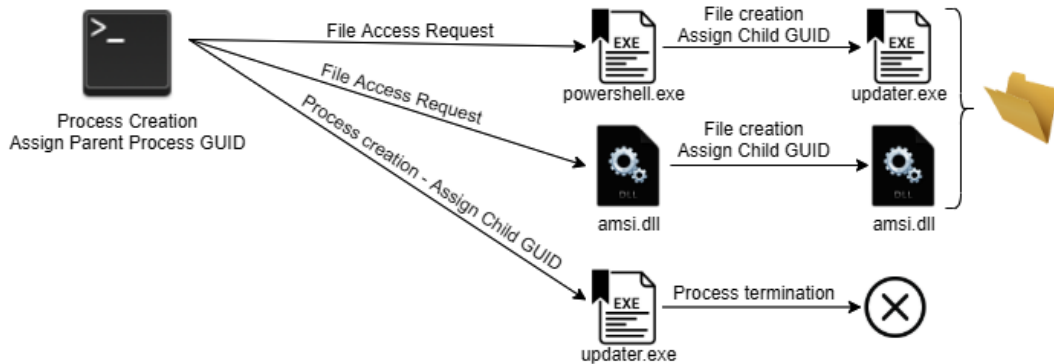 >_
Process Creation
Assign Parent Process GUID
File Access Request
EXE
powershell.exe
File creation
Assign Child GUID
EXE
updater.exe
File Access Request
DLL
amsi.dll
File creation
Assign Child GUID
DLL
amsi.dll
Process creation - Assign Child GUID
EXE
updater.exe
Process termination